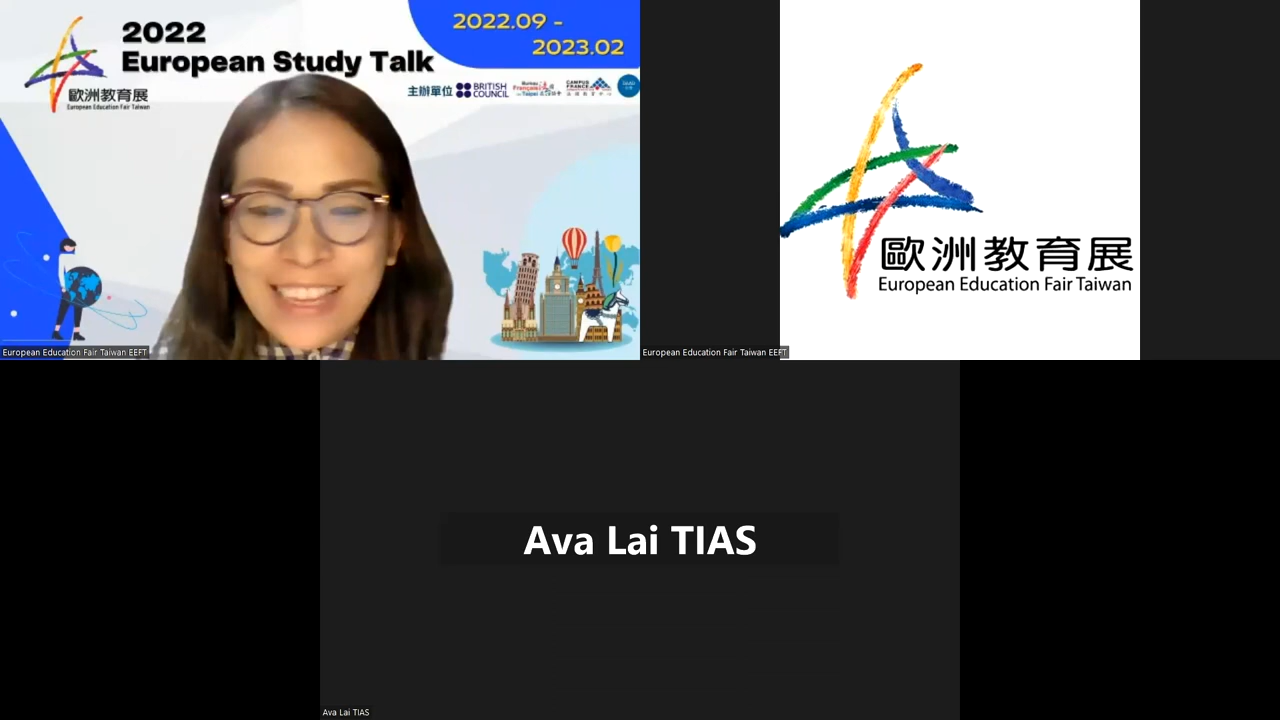 2022
European Study Talk
歐洲教育展
European Education Fair Taiwan
2022.09 -
2023.02
主辦單位
BRITISH
COUNCIL
CAMPUS
FRANCE
European Education Fair Taiwan EEFT
歐洲教育展
European Education Fair Taiwan
European Education Fair Taiwan EEFT
Ava Lai TIAS
Ava Lai TIAS